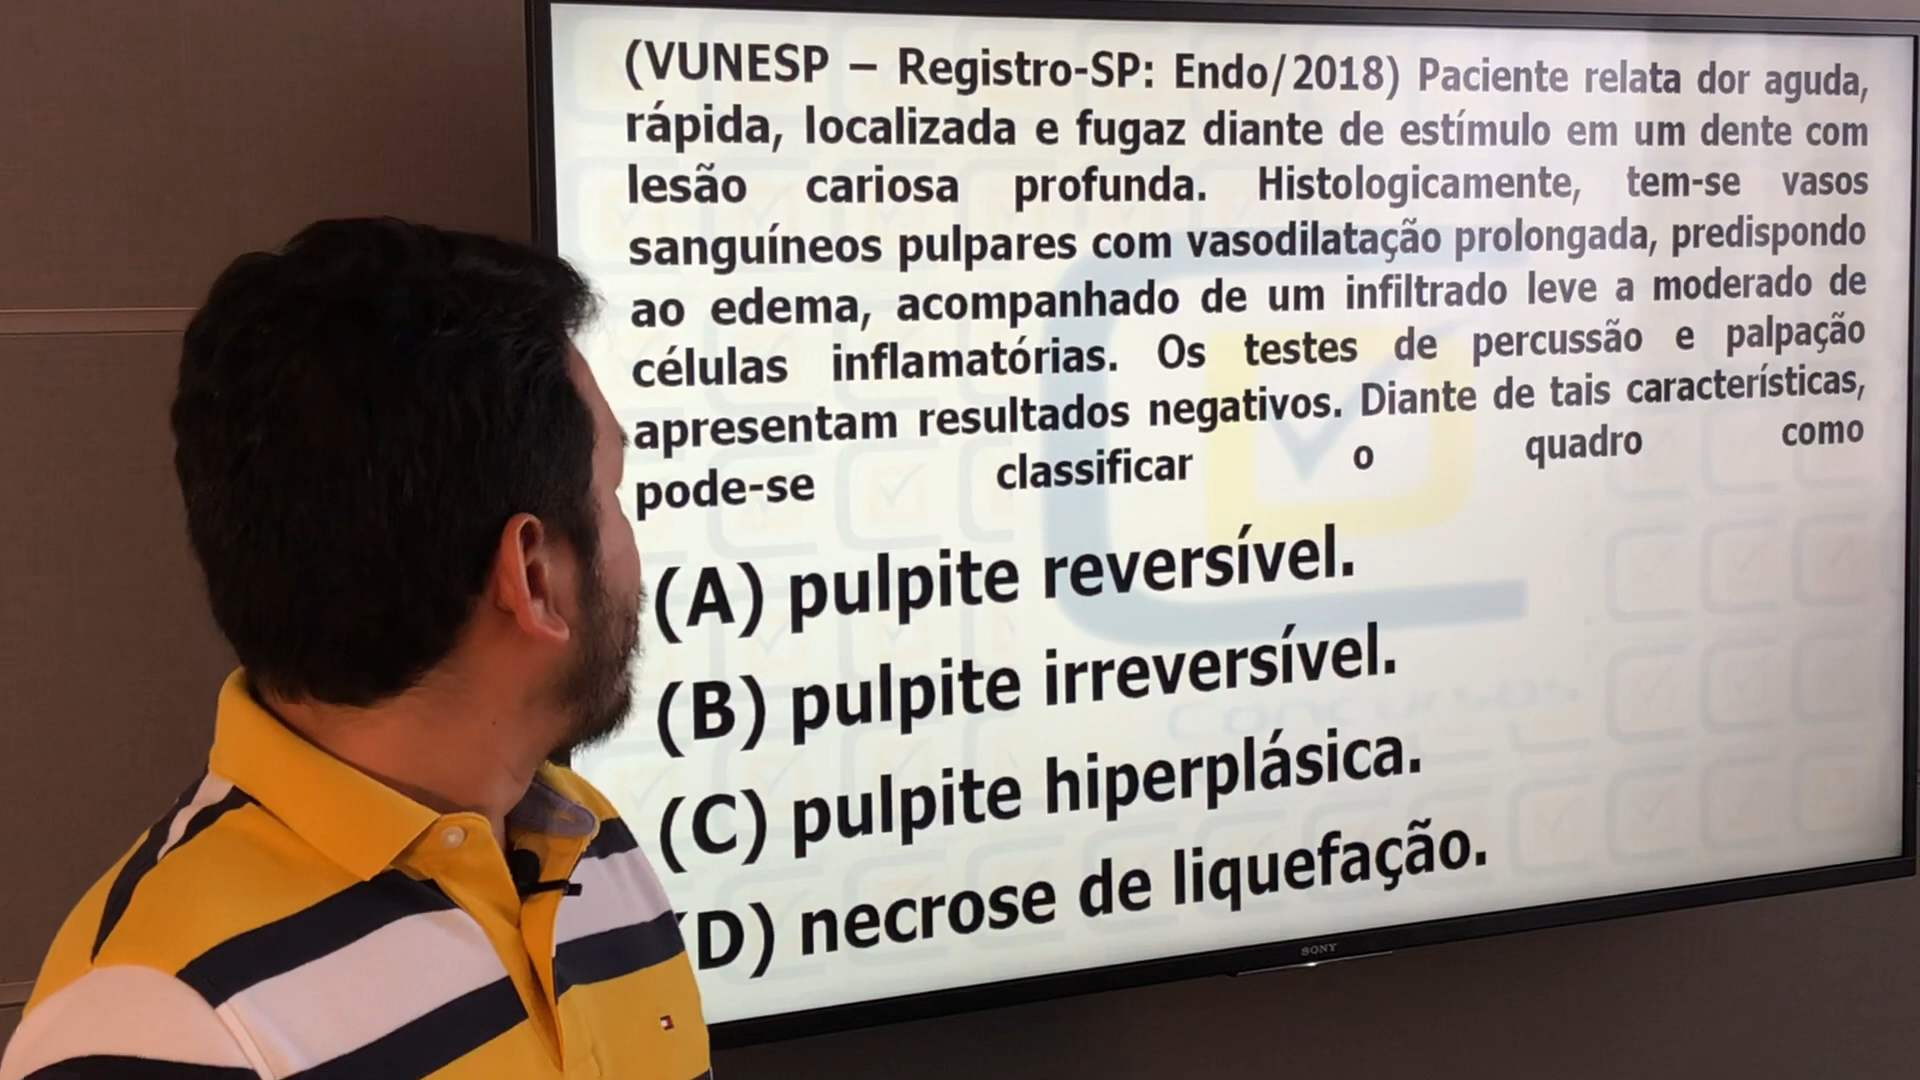 (VUNESP – Registro-SP: Endo/2018) Paciente relata dor aguda,
rápida, localizada e fugaz diante de estímulo em um dente com
lesão cariosa profunda. Histologicamente, tem-se vasos
sanguíneos pulpares com vasodilatação prolongada, predispondo
ao edema, acompanhado de um infiltrado leve a moderado de
células inflamatórias. Os testes de percussão e palpação
apresentam resultados negativos. Diante de tais características,
pode-se classificar o quadro como
(A) pulpite reversível.
(B) pulpite irreversível.
(C) pulpite hiperplásica.
(D) necrose de liquefação.
Concursos
SONY